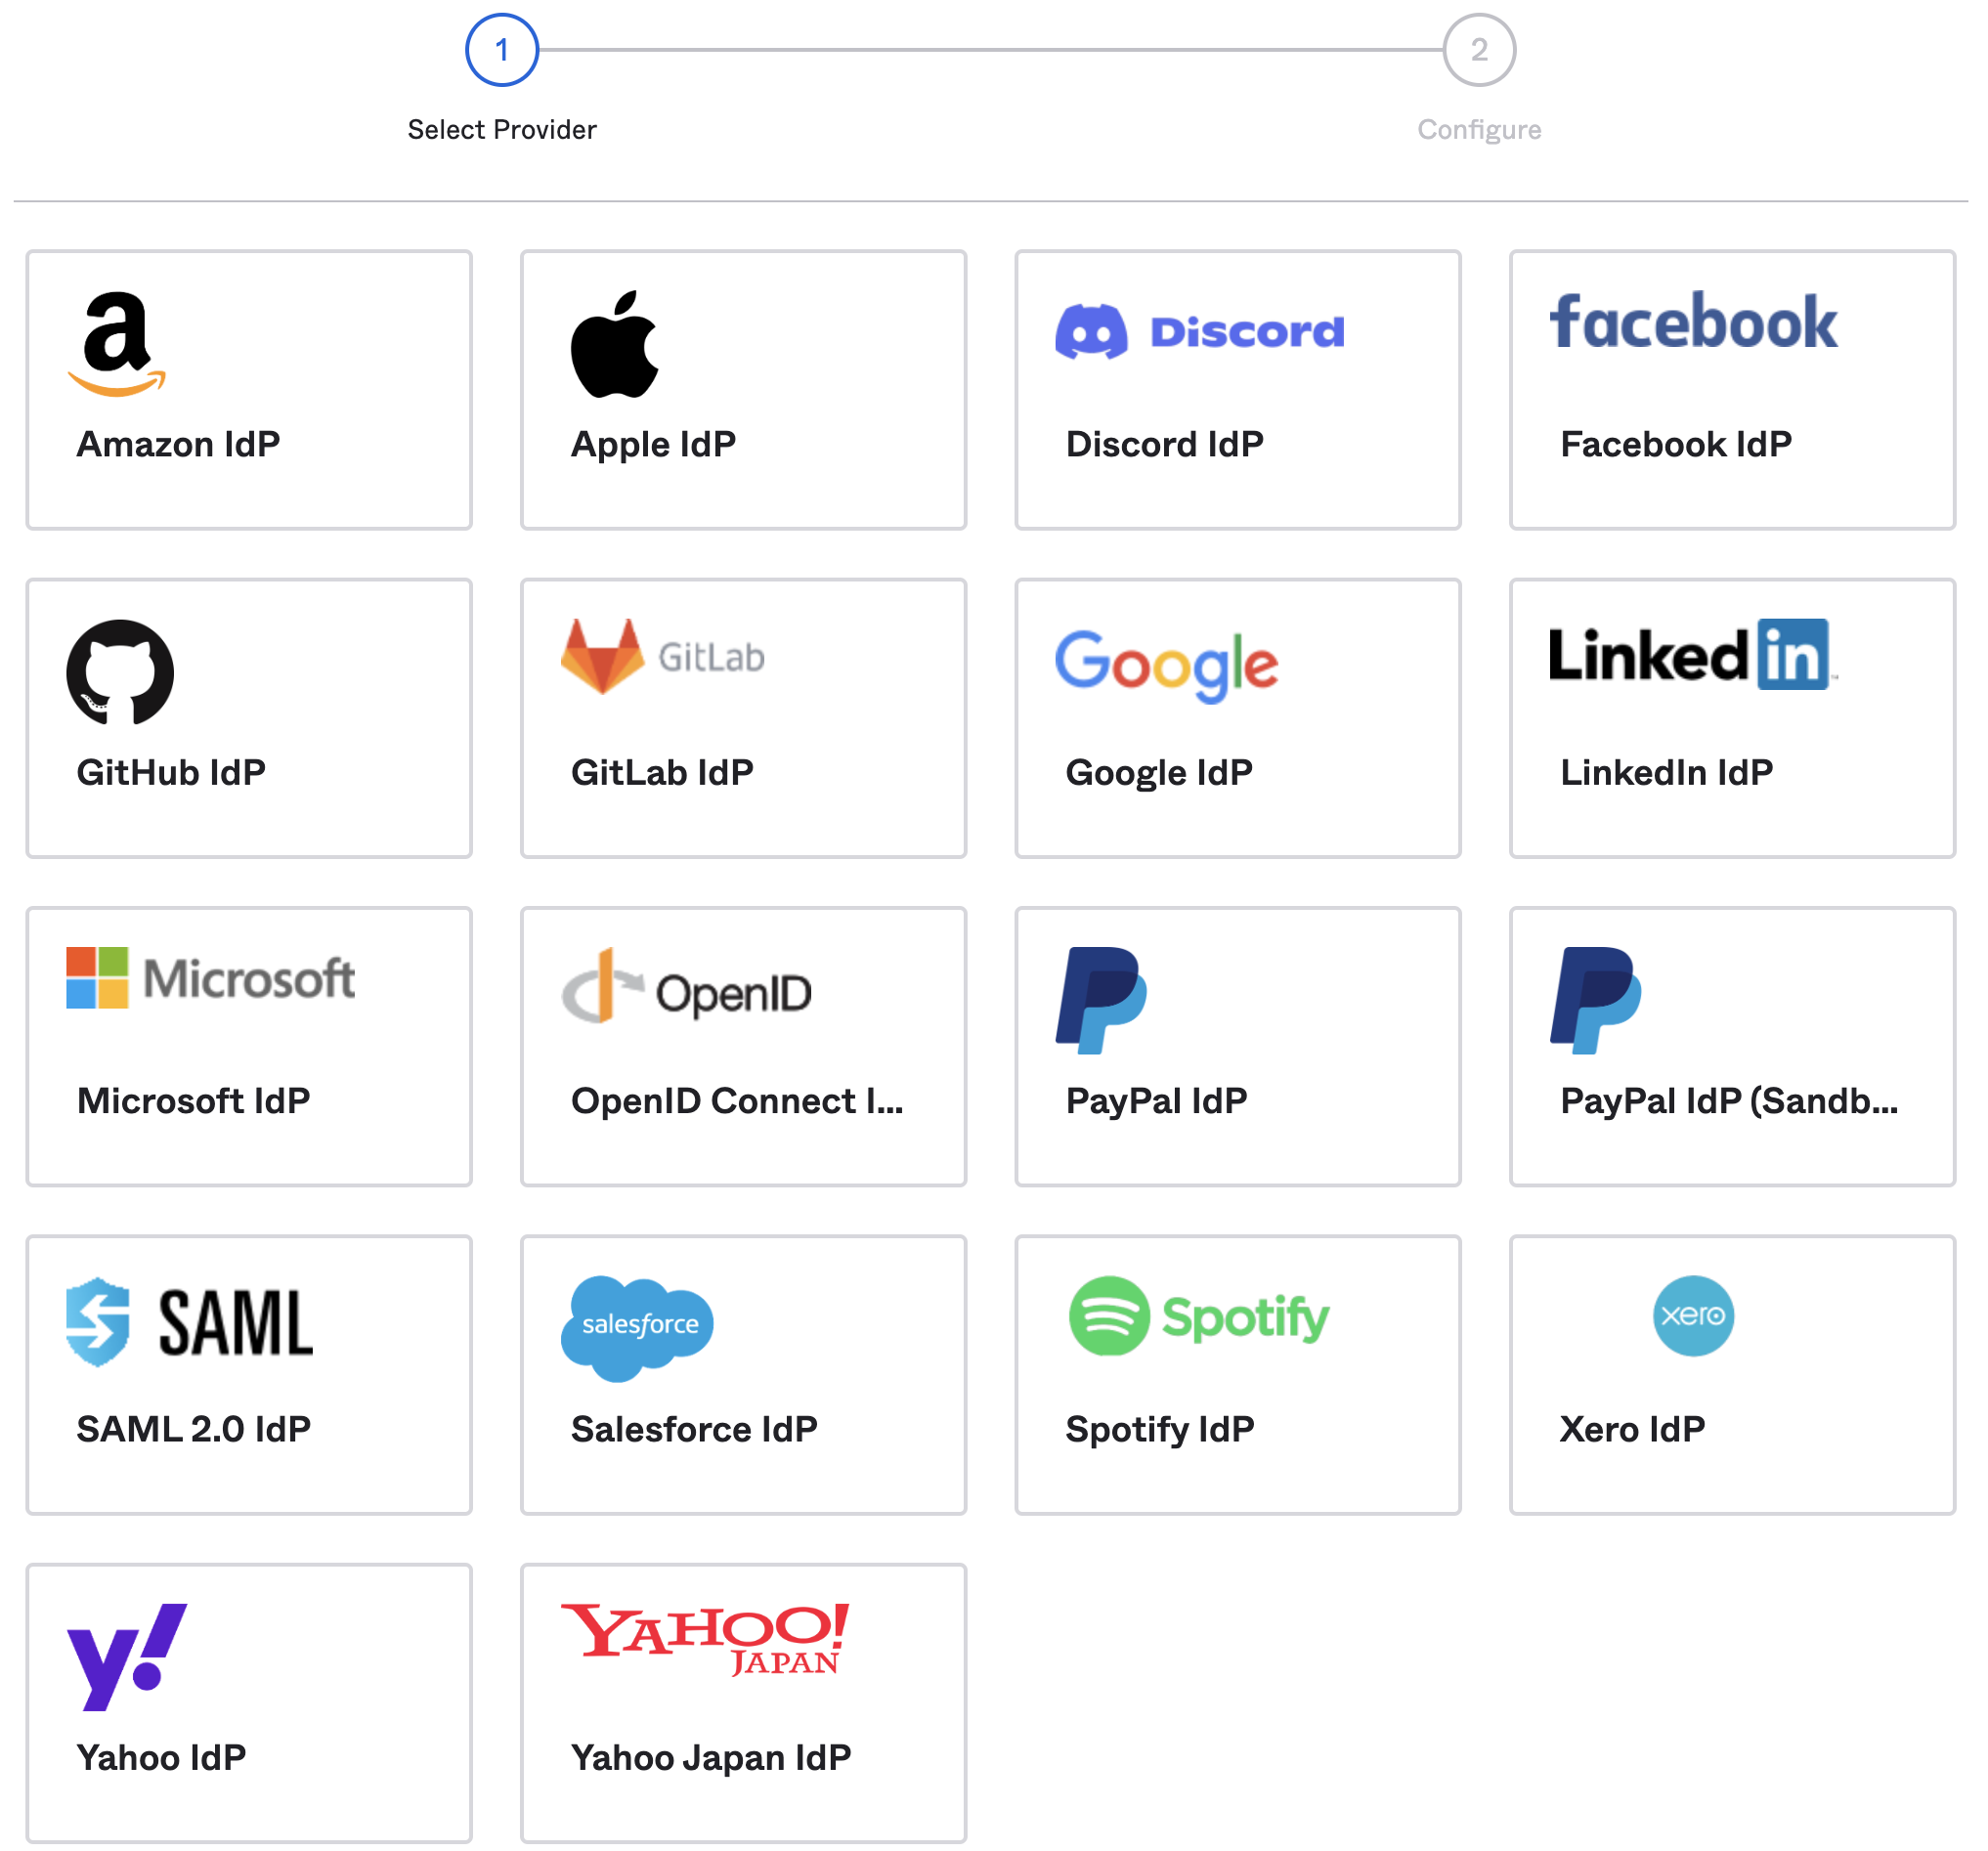 1
2
Select Provider
Configure
a
Discord
facebook
Amazon IdP
Apple IdP
Discord IdP
Facebook IdP
GitLab
Google
Linked in
GitHub IdP
GitLab IdP
Google IdP
LinkedIn IdP
Microsoft
OpenID
P
P
Microsoft IdP
OpenID Connect I...
PayPal IdP
PayPal IdP (Sandb...
SAML
salesforce
Spotify
xero
SAML 2.0 IdP
Salesforce IdP
Spotify IdP
Xero IdP
y!
YAHOO!
JAPAN
Yahoo IdP
Yahoo Japan IdP